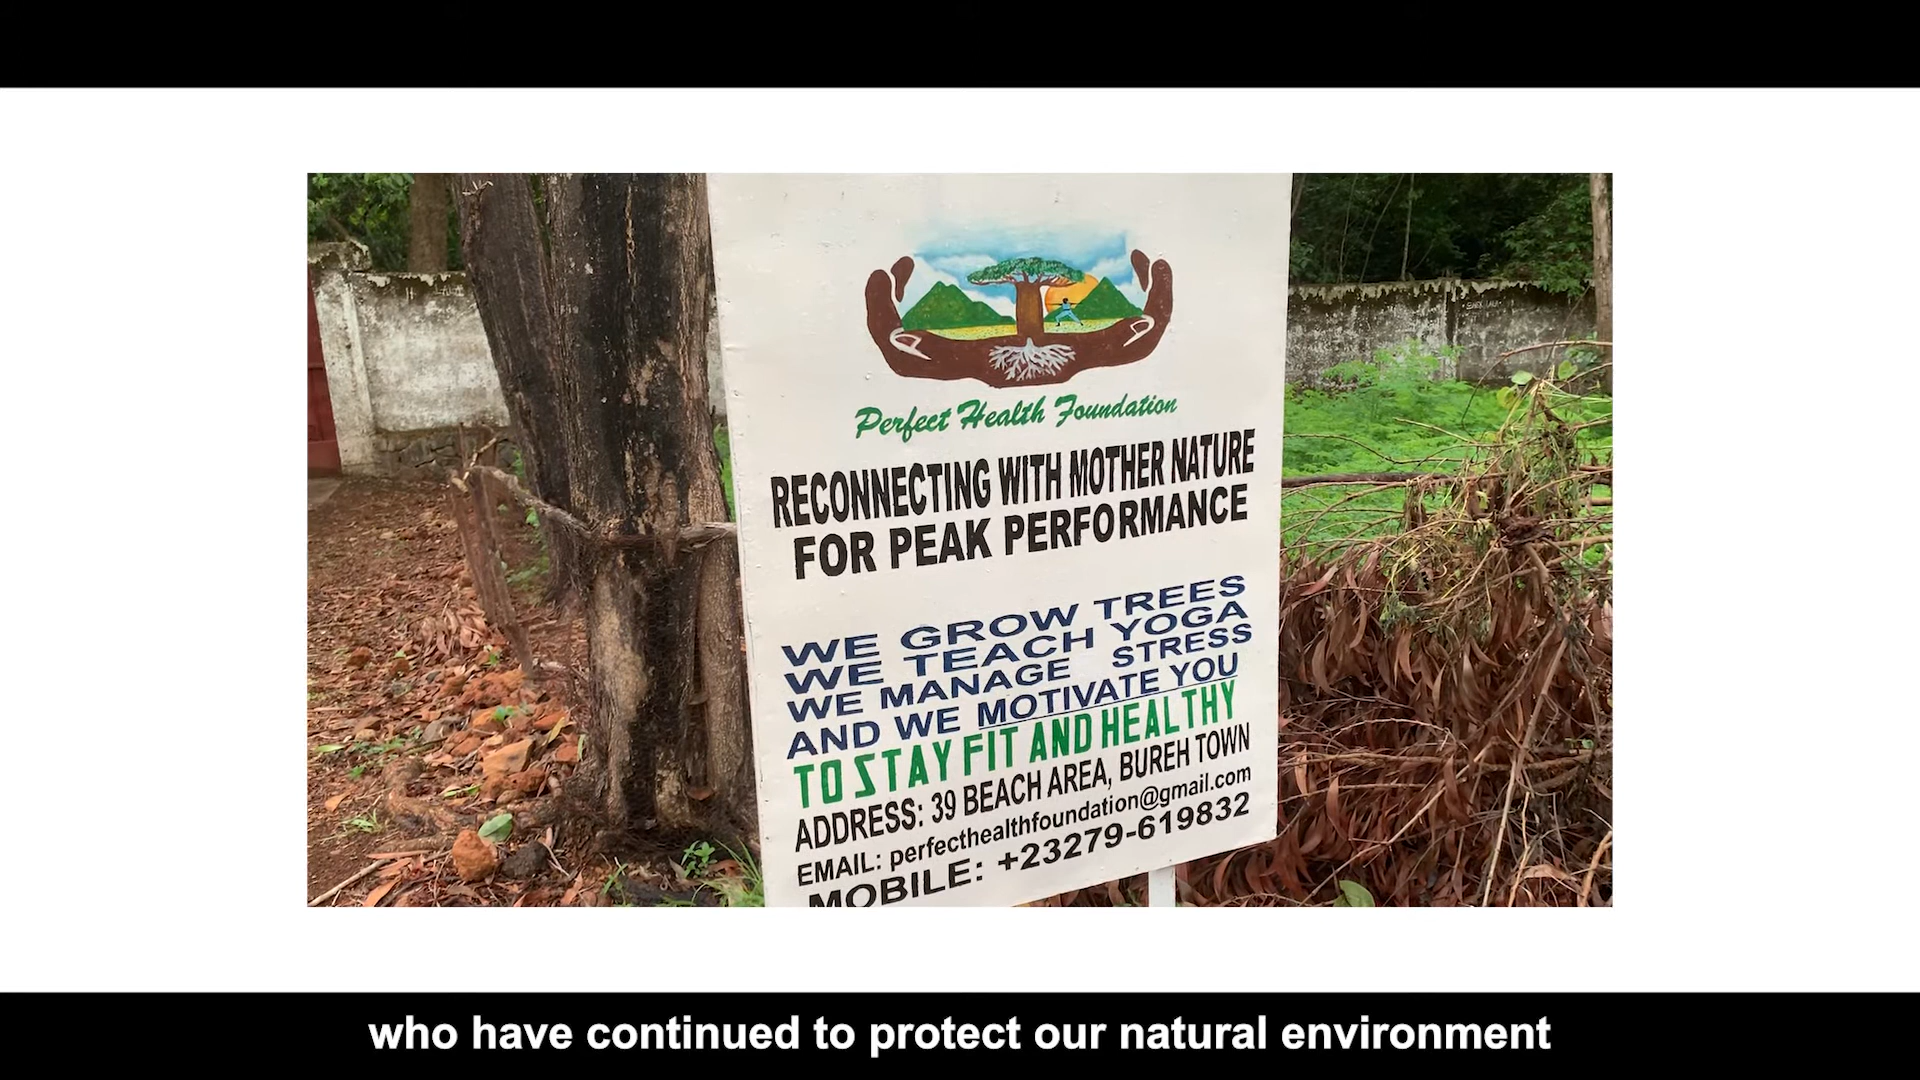 Perfect Health Foundation
RECONNECTING WITH MOTHER NATURE
FOR PEAK PERFORMANCE
WE GROW TREES
WE TEACH YOGA
WE MANAGE STRESS
AND WE MOTIVATE YOU
TO STAY FIT AND HEALTHY
ADDRESS: 39 BEACH AREA, BUREH TOWN
EMAIL: perfecthealthfoundation@gmail.com
MOBILE: +23279-619832
who have continued to protect our natural environment